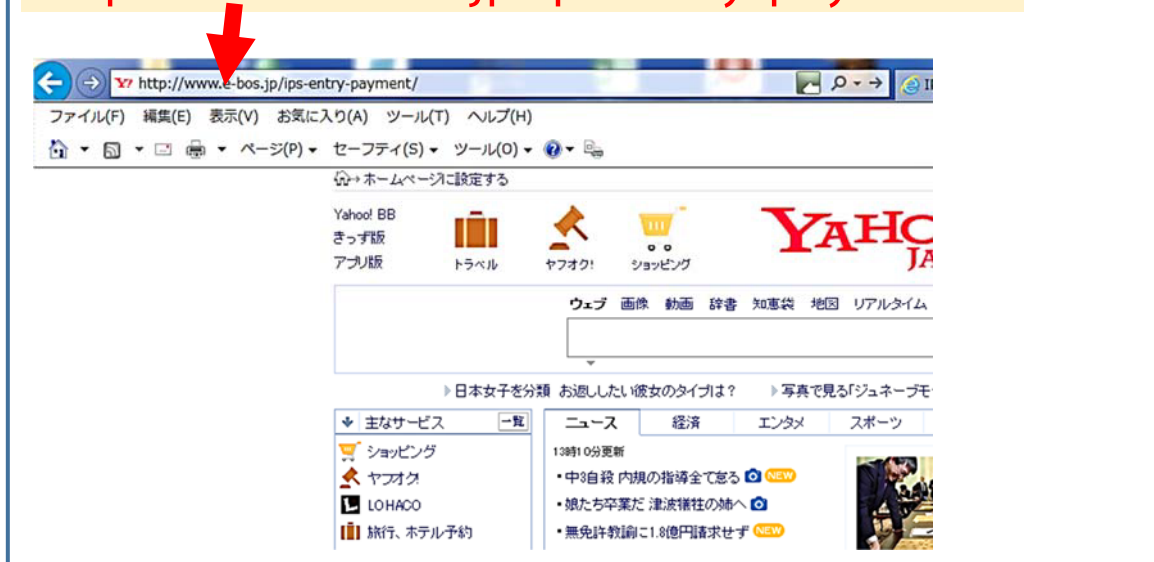 http://www.e-bos.jp/ips-entry-payment/
ファイル(F) 編集(E) 表示(V) お気に入り(A) ツール(T) ヘルプ(H)
ページ(P) セーフティ(S) ツール(O)
ホームページに設定する
Yahoo! BB
きっず版
アプリ版
トラベル ヤフオク! ショッピング
YAHO
JA
ウェブ 画像 動画 辞書 知恵袋 地図 リアルタイム
日本女子を分類 お返ししたい彼女のタイプは? 写真で見る「ジュネーブモ
主なサービス 一覧
ニュース 経済 エンタメ スポーツ
ショッピング
ヤフオク!
LOHACO
旅行、ホテル予約
13時10分更新
・中3自殺 内規の指導全て怠る NEW
・娘たち卒業だ 津波犠牲の姉へ
・無免許教諭に1.8億円請求せず NEW